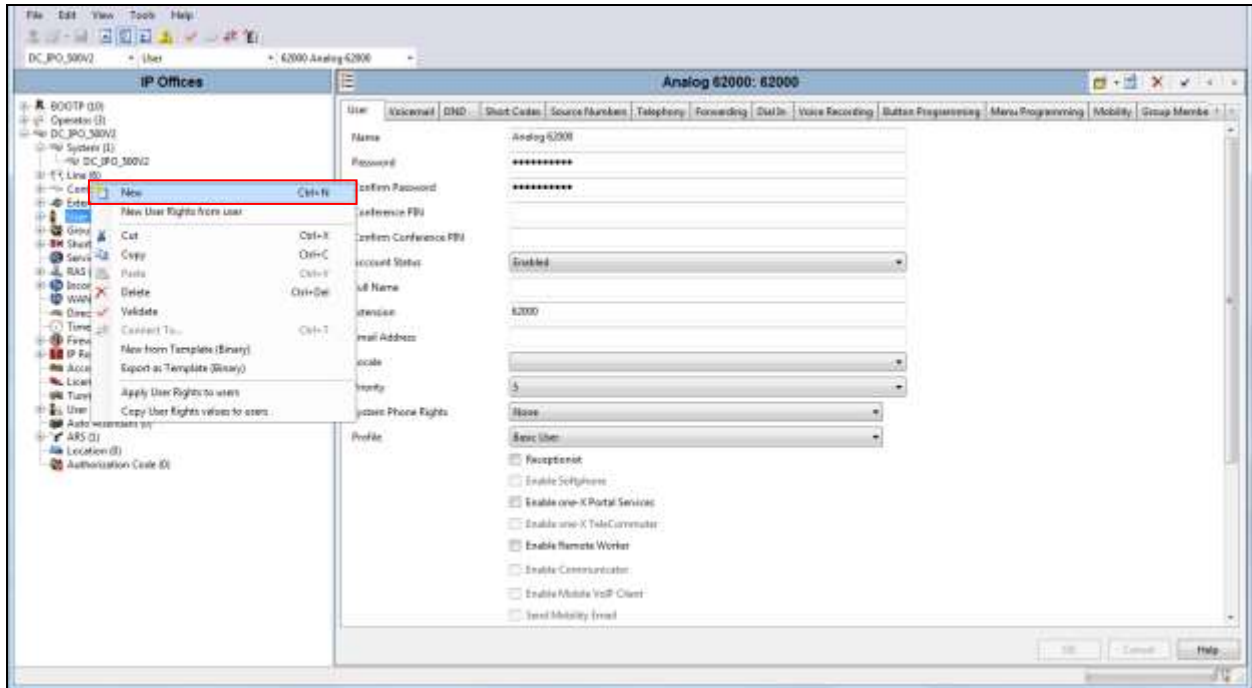 File Edit View Tools Help
DC_IPO_500V2 User 62000 Analog 62000
IP Offices
Analog 62000: 62000
BOOTP (10)
Operator (3)
DC_IPO_500V2
System (1)
DC_IPO_500V2
Line (6)
User
ARS (1)
Location (0)
Authorization Code (0)
New Ctrl+N
New User Rights from user
Cut Ctrl+X
Copy Ctrl+C
Paste Ctrl+V
Delete Ctrl+Del
Validate
Connect To... Ctrl+T
New from Template (Binary)
Export as Template (Binary)
Apply User Rights to users
Copy User Rights values to users
User Voicemail DND Short Codes Source Numbers Telephony Forwarding Dial In Voice Recording Button Programming Menu Programming Mobility Group Membe
Name Analog 62000
Password ••••••••••
Confirm Password ••••••••••
Conference PIN
Confirm Conference PIN
Account Status Enabled
Full Name
Extension 62000
Email Address
Locale
Priority 5
System Phone Rights None
Profile Basic User
Receptionist
Enable Softphone
Enable one-X Portal Services
Enable one-X TeleCommuter
Enable Remote Worker
Enable Communicator
Enable Mobile VoIP Client
Send Mobility Email
OK Cancel Help